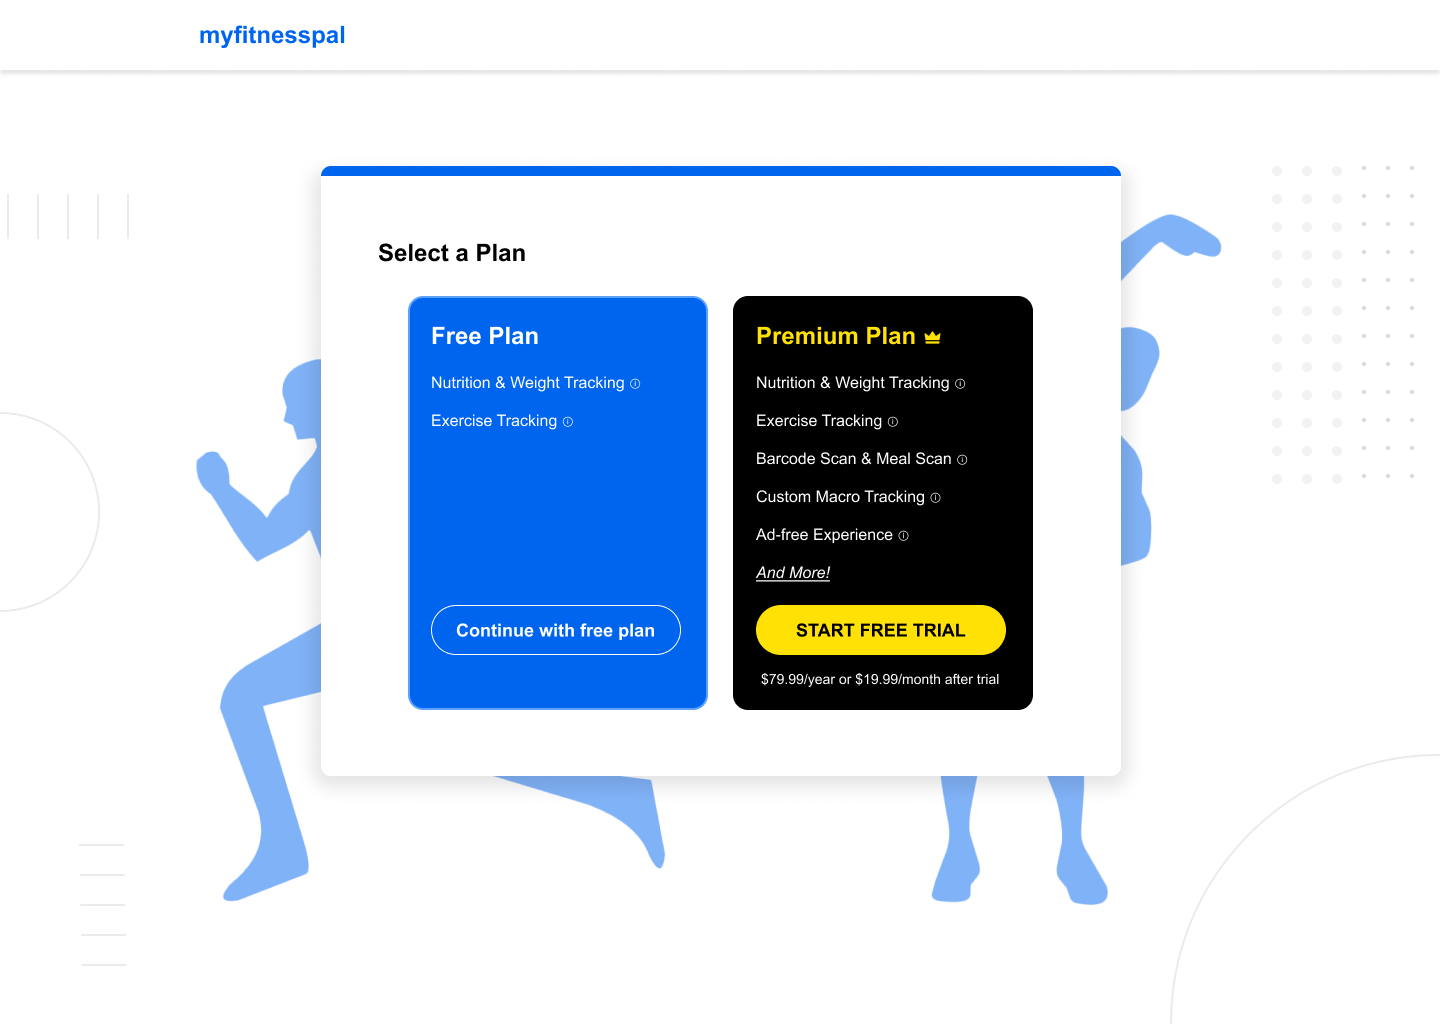 myfitnesspal
Select a Plan
Free Plan
Nutrition & Weight Tracking
Exercise Tracking
Continue with free plan
Premium Plan
Nutrition & Weight Tracking
Exercise Tracking
Barcode Scan & Meal Scan
Custom Macro Tracking
Ad-free Experience
And More!
START FREE TRIAL
$79.99/year or $19.99/month after trial